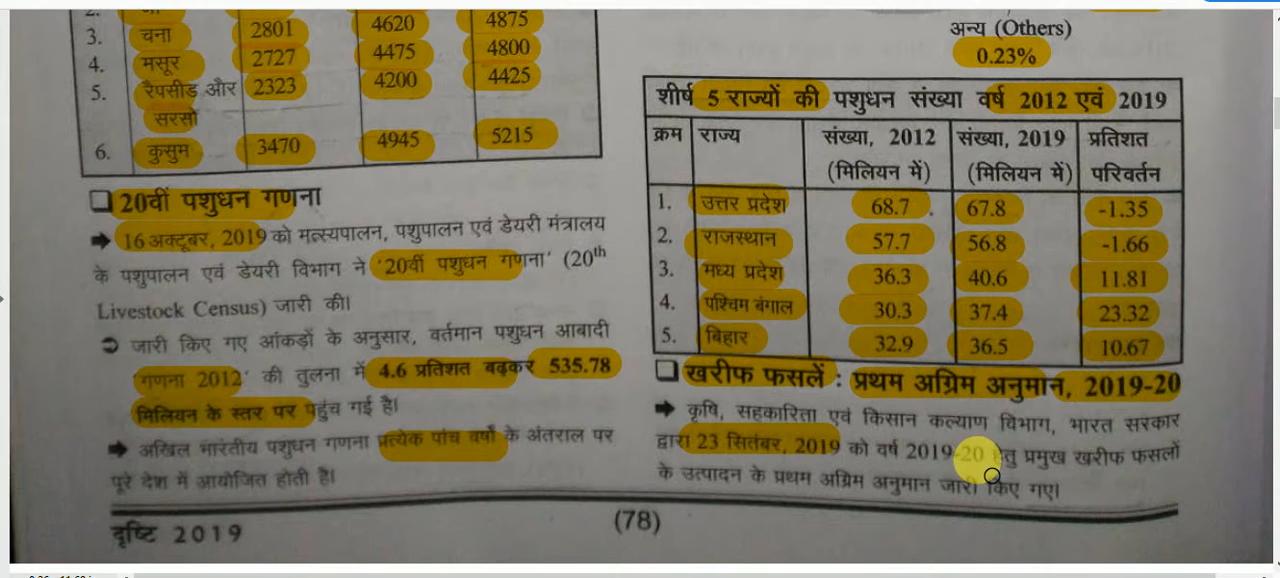 2. 4620 4875
3. चना 2801
4. मसूर 2727 4475 4800
5. रैपसीड और 2323 4200 4425
सरसों
6. कुसुम 3470 4945 5215
❑ 20वीं पशुधन गणना
➡ 16 अक्टूबर, 2019 को मत्स्यपालन, पशुपालन एवं डेयरी मंत्रालय
के पशुपालन एवं डेयरी विभाग ने '20वीं पशुधन गणना' (20th
Livestock Census) जारी की।
➲ जारी किए गए आंकड़ों के अनुसार, वर्तमान पशुधन आबादी
'गणना 2012' की तुलना में 4.6 प्रतिशत बढ़कर 535.78
मिलियन के स्तर पर पहुंच गई है।
➡ अखिल भारतीय पशुधन गणना प्रत्येक पांच वर्षों के अंतराल पर
पूरे देश में आयोजित होती है।
अन्य (Others)
0.23%
शीर्ष 5 राज्यों की पशुधन संख्या वर्ष 2012 एवं 2019
क्रम राज्य संख्या, 2012 संख्या, 2019 प्रतिशत
(मिलियन में) (मिलियन में) परिवर्तन
1. उत्तर प्रदेश 68.7 67.8 -1.35
2. राजस्थान 57.7 56.8 -1.66
3. मध्य प्रदेश 36.3 40.6 11.81
4. पश्चिम बंगाल 30.3 37.4 23.32
5. बिहार 32.9 36.5 10.67
❑ खरीफ फसलें : प्रथम अग्रिम अनुमान, 2019-20
➡ कृषि, सहकारिता एवं किसान कल्याण विभाग, भारत सरकार
द्वारा 23 सितंबर, 2019 को वर्ष 2019-20 हेतु प्रमुख खरीफ फसलों
के उत्पादन के प्रथम अग्रिम अनुमान जारी किए गए।
दृष्टि 2019
(78)